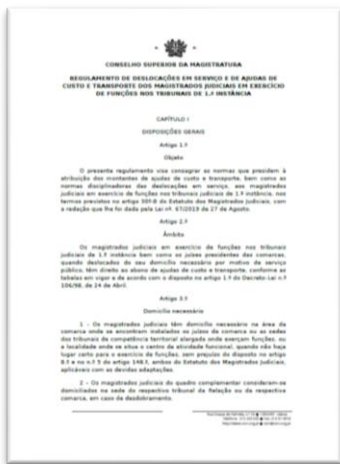 CONSELHO SUPERIOR DA MAGISTRATURA
REGULAMENTO DE DESLOCAÇÕES EM SERVIÇO E DE AJUDAS DE
CUSTO E TRANSPORTE DOS MAGISTRADOS JUDICIAIS EM EXERCÍCIO
DE FUNÇÕES NOS TRIBUNAIS DE 1.ª INSTÂNCIA
CAPÍTULO I
DISPOSIÇÕES GERAIS
Artigo 1.º
Objeto
O presente regulamento visa consagrar as normas que presidem à
atribuição dos montantes de ajudas de custo e transporte, bem como as
normas disciplinadoras das deslocações em serviço, aos magistrados
judiciais em exercício de funções nos tribunais judiciais de 1.ª instância, nos
termos previstos no artigo do Estatuto dos Magistrados Judiciais, com
a redação que lhe foi dada pela Lei nº. 67/2019 de 27 de Agosto.
Artigo 2.º
Âmbito
Os magistrados judiciais em exercício de funções nos tribunais
judiciais de 1.ª instância bem como os juízes presidentes das comarcas,
quando deslocados do seu domicílio necessário por motivo de serviço
público, têm direito ao abono de ajudas de custo e transporte, conforme as
tabelas em vigor e de acordo com o disposto no artigo 1.º do Decreto-Lei n.º
106/98, de 24 de Abril.
Artigo 3.º
Domicílio necessário
1 - Os magistrados judiciais têm domicílio necessário na área da
comarca onde se encontram instalados os juízos da comarca ou as sedes
dos tribunais de competência territorial alargada onde exerçam funções, ou
a localidade onde se situa o centro da atividade funcional, quando não haja
lugar certo para o exercício de funções, sem prejuízo do disposto no artigo
8.º e no n.º 5 do artigo 148.º, ambos do Estatuto dos Magistrados Judiciais,
aplicáveis com as devidas adaptações.
2 - Os magistrados judiciais do quadro complementar consideram-se
domiciliados na sede do respectivo tribunal da Relação ou da respectiva
comarca, em caso de desdobramento.